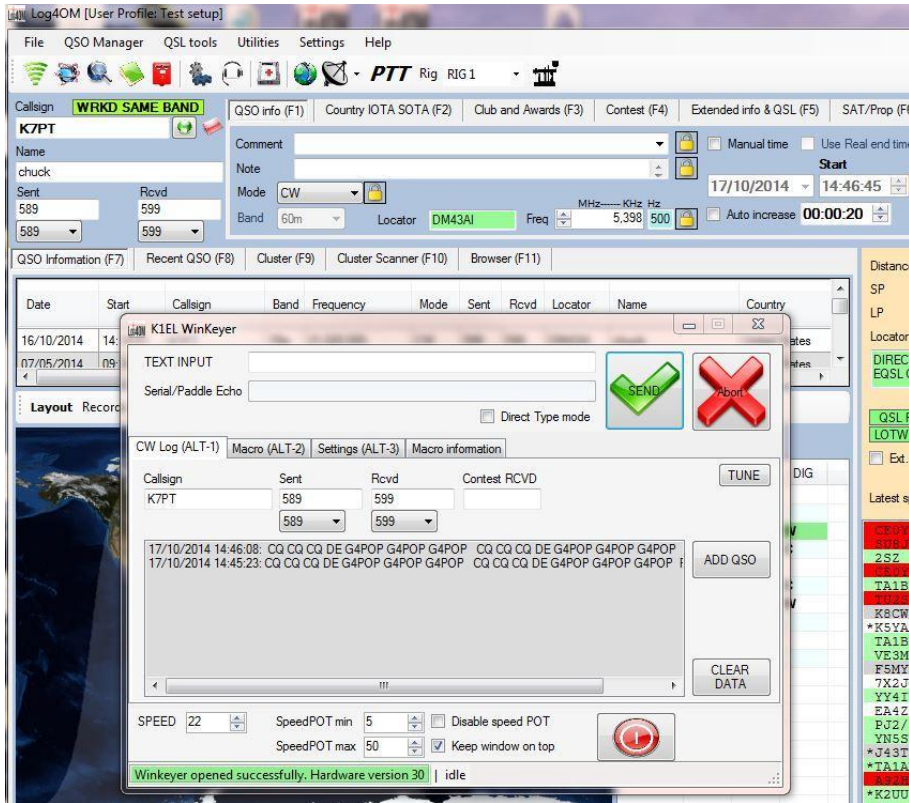 Log4OM [User Profile: Test setup]
File QSO Manager QSL tools Utilities Settings Help
PTT Rig RIG 1
Callsign WRKD SAME BAND
K7PT
Name
chuck
Sent Rcvd
589 599
589 599
QSO info (F1) Country IOTA SOTA (F2) Club and Awards (F3) Contest (F4) Extended info & QSL (F5) SAT/Prop (F6
Comment
Note
Mode CW
Band 60m Locator DM43AI Freq 5,398 500
MHz------ KHz Hz
Manual time Use Real end time
Start
17/10/2014 14:46:45
Auto increase 00:00:20
QSO Information (F7) Recent QSO (F8) Cluster (F9) Cluster Scanner (F10) Browser (F11)
Date Start Callsign Band Frequency Mode Sent Rcvd Locator Name Country
16/10/2014 14: ates
07/05/2014 09: ates
Layout Record
Distance
SP
LP
Locator
DIREC
EQSL
QSL
LOTW
Ext.
DIG
Latest s
K1EL WinKeyer
TEXT INPUT
Serial/Paddle Echo
SEND
Abort
Direct Type mode
CW Log (ALT-1) Macro (ALT-2) Settings (ALT-3) Macro information
Callsign Sent Rcvd Contest RCVD
K7PT 589 599
589 599
TUNE
17/10/2014 14:46:08: CQ CQ CQ DE G4POP G4POP G4POP CQ CQ CQ DE G4POP G4POP G4POP
17/10/2014 14:45:23: CQ CQ CQ DE G4POP G4POP G4POP CQ CQ CQ DE G4POP G4POP G4POP
ADD QSO
CLEAR
DATA
SPEED 22 SpeedPOT min 5 Disable speed POT
SpeedPOT max 50 Keep window on top
Winkeyer opened successfully. Hardware version 30 | idle
2SZ
TA1B
K8CW
*K5YA
TA1B
VE3M
F5MY
7X2J
YY4I
EA4Z
PJ2/
YN5S
*J43T
*TA1A
*K2UU